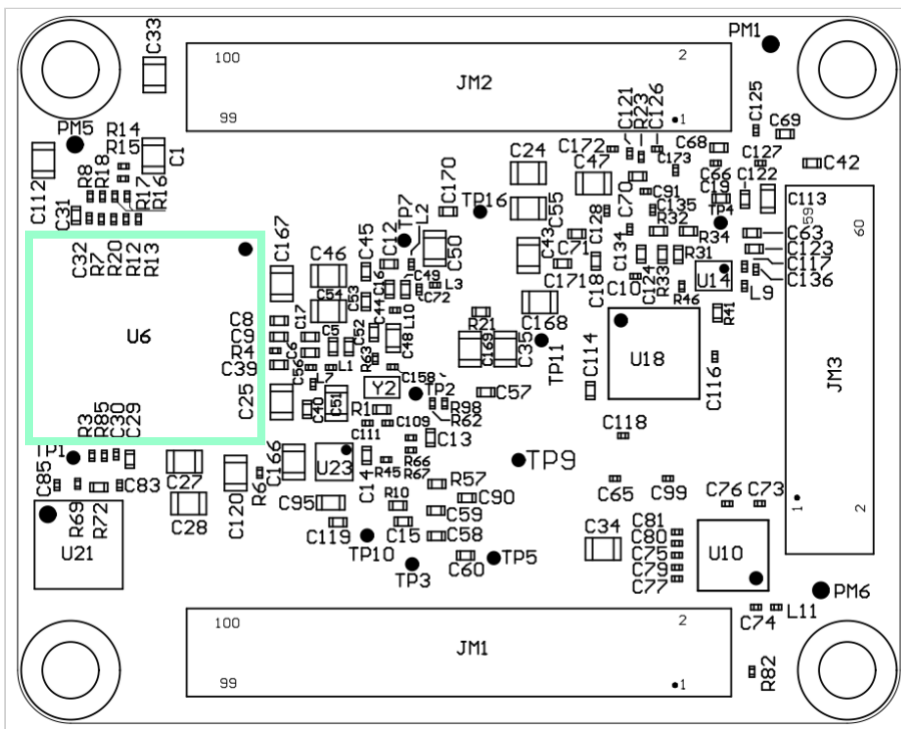 C33
PM1
100
2
JM2
99
1
C121
R23
C126
C125
C69
PM5
R14
R15
C1
C112
R8
R18
R17
R16
C31
C170
TP16
C24
C47
C172
C68
C173
C66
C127
C42
C70
C91
C19
C122
C113
59
60
C167
C46
C45
C12
TP7
L2
C50
C55
C43
C71
C128
C135
R32
TP4
R34
C63
C123
C117
C136
C32
R7
R20
R12
R13
C54
C53
C16
C49
C72
L3
C171
C18
C134
C10
C124
R33
R31
U14
R46
L9
R41
U6
C8
C9
R4
C39
C25
C17
C6
C56
C5
C52
C44
L10
C48
R63
L7
L1
C158
R21
C169
C35
C168
TP11
U18
C114
C116
JM3
C40
C51
Y2
TP2
C57
R1
R98
R62
R3
R85
C30
C29
C111
C109
C13
C118
TP1
C85
C83
C27
C28
C120
R6
C166
U23
C14
R45
R66
R67
TP9
R57
C90
C65
C99
C76
C73
1
2
R69
R72
U21
C95
C119
R10
C15
C59
C58
TP10
TP3
C60
TP5
C34
C81
C80
C75
C79
C77
U10
PM6
C74
L11
100
2
JM1
99
1
R82